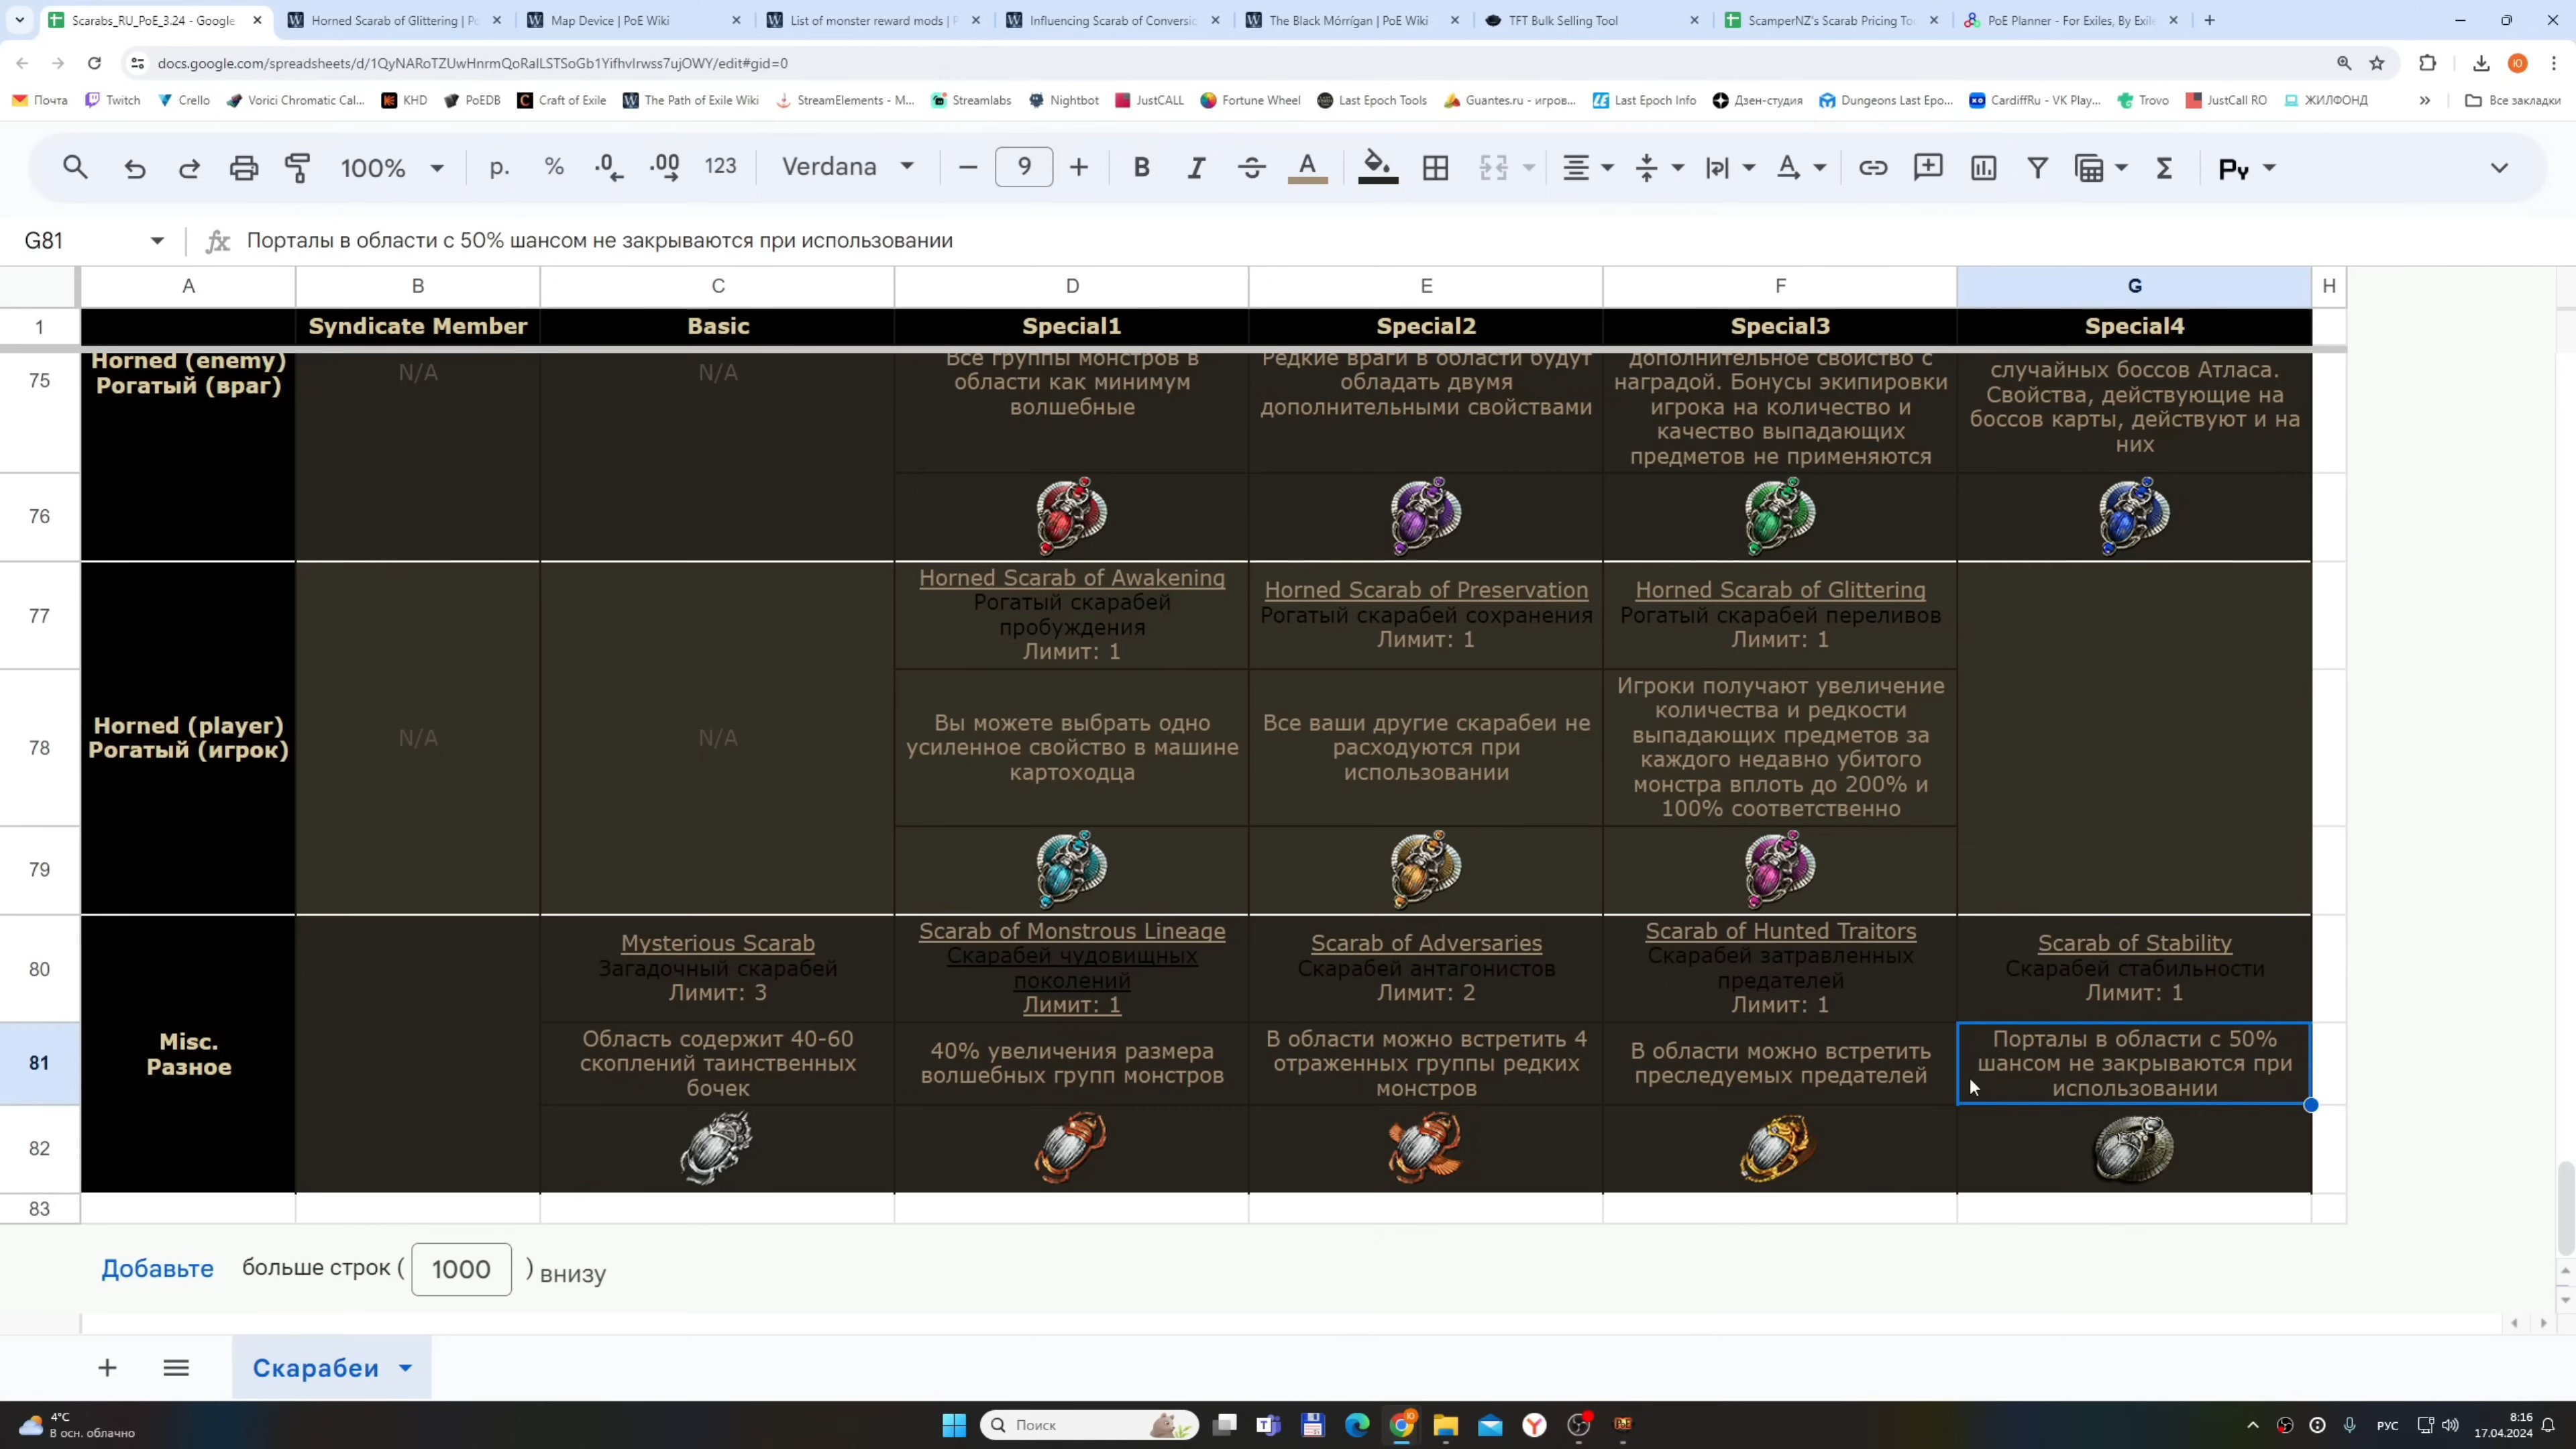 Scarabs_RU_PoE_3.24 - Google
Horned Scarab of Glittering | Po
Map Device | PoE Wiki
List of monster reward mods | P
Influencing Scarab of Conversio
The Black Mórrígan | PoE Wiki
TFT Bulk Selling Tool
ScamperNZ's Scarab Pricing To
PoE Planner - For Exiles, By Exile
docs.google.com/spreadsheets/d/1QyNARoTZUwHnrmQoRalLSTSoGb1YifhvIrwss7ujOWY/edit#gid=0
Почта
Twitch
Crello
Vorici Chromatic Cal...
KHD
PoEDB
Craft of Exile
The Path of Exile Wiki
StreamElements - M...
Streamlabs
Nightbot
JustCALL
Fortune Wheel
Last Epoch Tools
Guantes.ru - игров...
Last Epoch Info
Дзен-студия
Dungeons Last Epo...
CardiffRu - VK Play...
Trovo
JustCall RO
ЖИЛФОНД
»
Все закладки
100%
р.
%
.0
.00
123
Verdana
9
G81
Порталы в области с 50% шансом не закрываются при использовании
A B C D E F G H
1
Syndicate Member
Basic
Special1
Special2
Special3
Special4
75
Horned (enemy)
Рогатый (враг)
N/A
N/A
Все группы монстров в
области как минимум
волшебные
Редкие враги в области будут
обладать двумя
дополнительными свойствами
дополнительное свойство с
наградой. Бонусы экипировки
игрока на количество и
качество выпадающих
предметов не применяются
случайных боссов Атласа.
Свойства, действующие на
боссов карты, действуют и на
них
76
77
Horned Scarab of Awakening
Рогатый скарабей
пробуждения
Лимит: 1
Horned Scarab of Preservation
Рогатый скарабей сохранения
Лимит: 1
Horned Scarab of Glittering
Рогатый скарабей переливов
Лимит: 1
78
Horned (player)
Рогатый (игрок)
N/A
N/A
Вы можете выбрать одно
усиленное свойство в машине
картоходца
Все ваши другие скарабеи не
расходуются при
использовании
Игроки получают увеличение
количества и редкости
выпадающих предметов за
каждого недавно убитого
монстра вплоть до 200% и
100% соответственно
79
80
Mysterious Scarab
Загадочный скарабей
Лимит: 3
Scarab of Monstrous Lineage
Скарабей чудовищных
поколений
Лимит: 1
Scarab of Adversaries
Скарабей антагонистов
Лимит: 2
Scarab of Hunted Traitors
Скарабей затравленных
предателей
Лимит: 1
Scarab of Stability
Скарабей стабильности
Лимит: 1
81
Misc.
Разное
Область содержит 40-60
скоплений таинственных
бочек
40% увеличения размера
волшебных групп монстров
В области можно встретить 4
отраженных группы редких
монстров
В области можно встретить
преследуемых предателей
Порталы в области с 50%
шансом не закрываются при
использовании
82
83
Добавьте больше строк ( 1000 ) внизу
Скарабеи
4°C
В осн. облачно
Поиск
РУС
8:16
17.04.2024